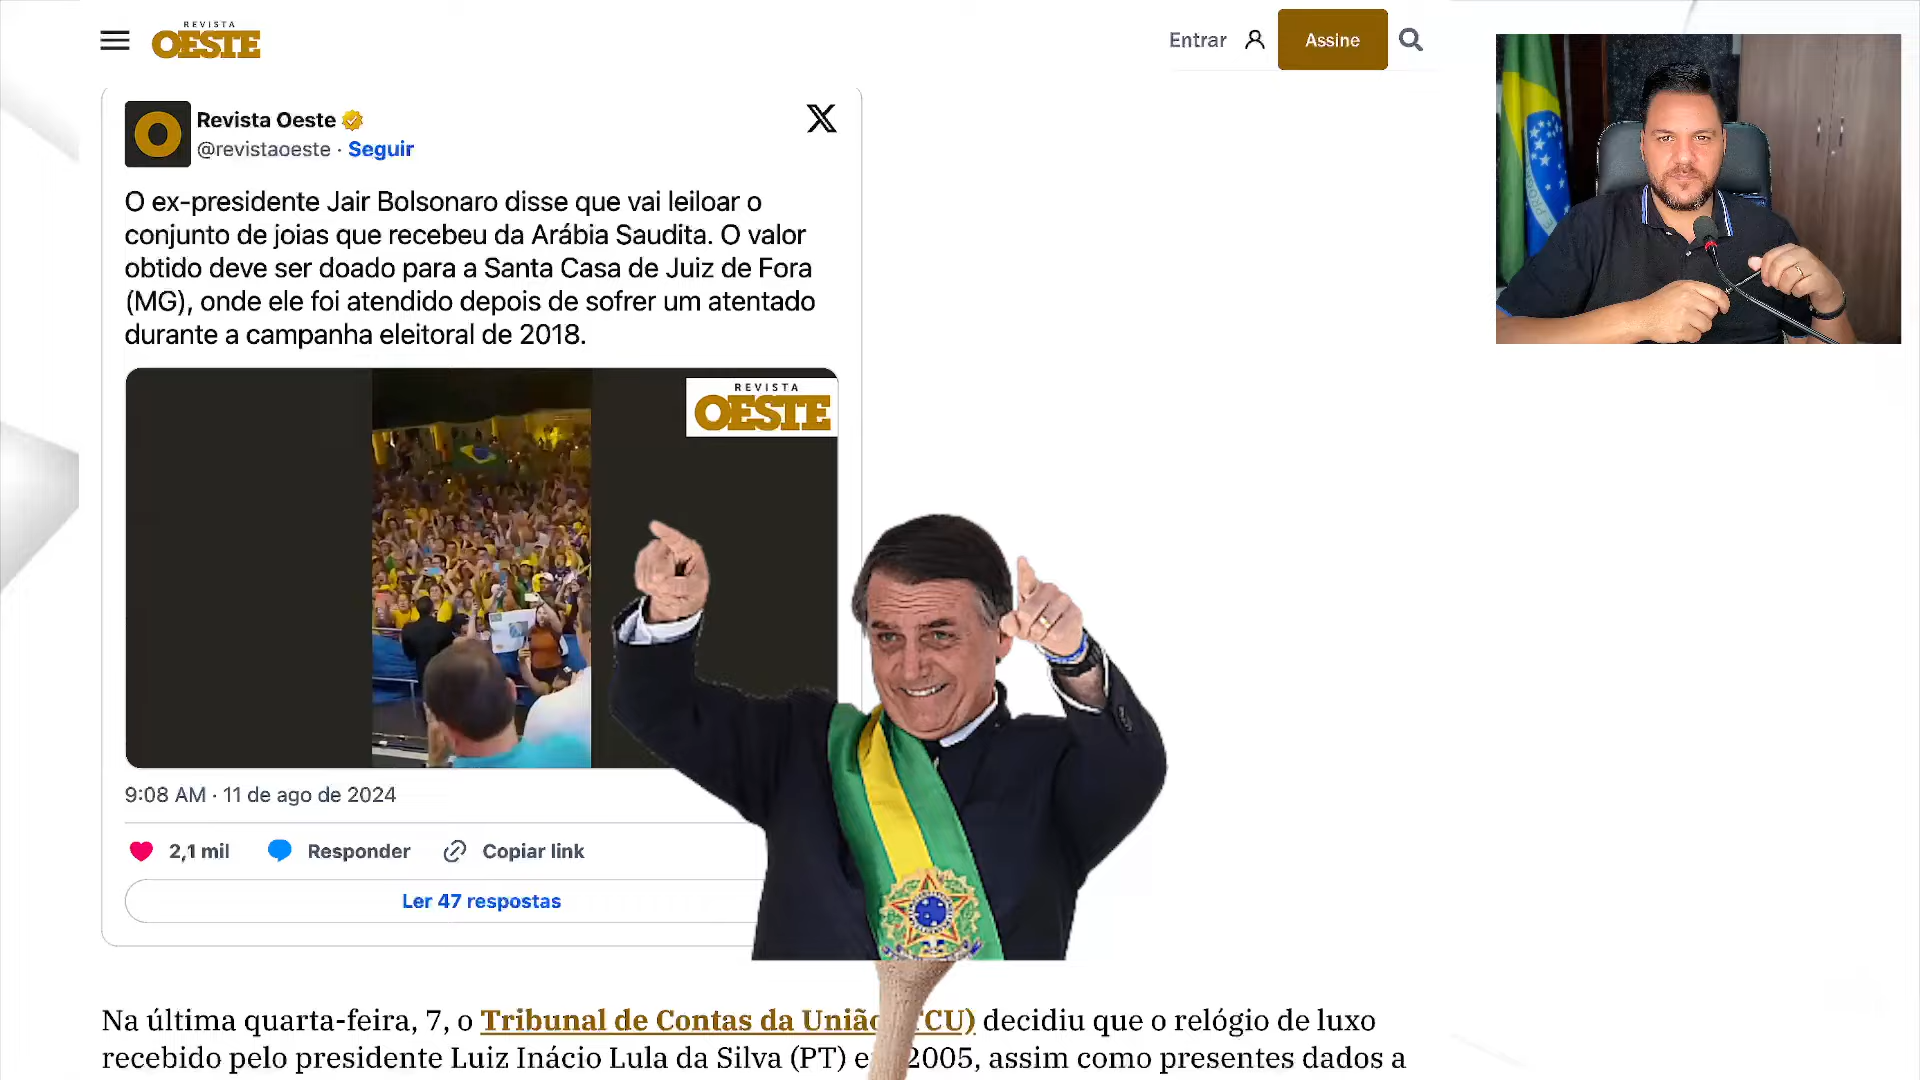 REVISTA
OESTE
Entrar
Assine
Revista Oeste
@revistaoeste · Seguir
O ex-presidente Jair Bolsonaro disse que vai leiloar o
conjunto de joias que recebeu da Arábia Saudita. O valor
obtido deve ser doado para a Santa Casa de Juiz de Fora
(MG), onde ele foi atendido depois de sofrer um atentado
durante a campanha eleitoral de 2018.
REVISTA
OESTE
9:08 AM · 11 de ago de 2024
2,1 mil
Responder
Copiar link
Ler 47 respostas
Na última quarta-feira, 7, o Tribunal de Contas da União CU) decidiu que o relógio de luxo
recebido pelo presidente Luiz Inácio Lula da Silva (PT) e 2005, assim como presentes dados a